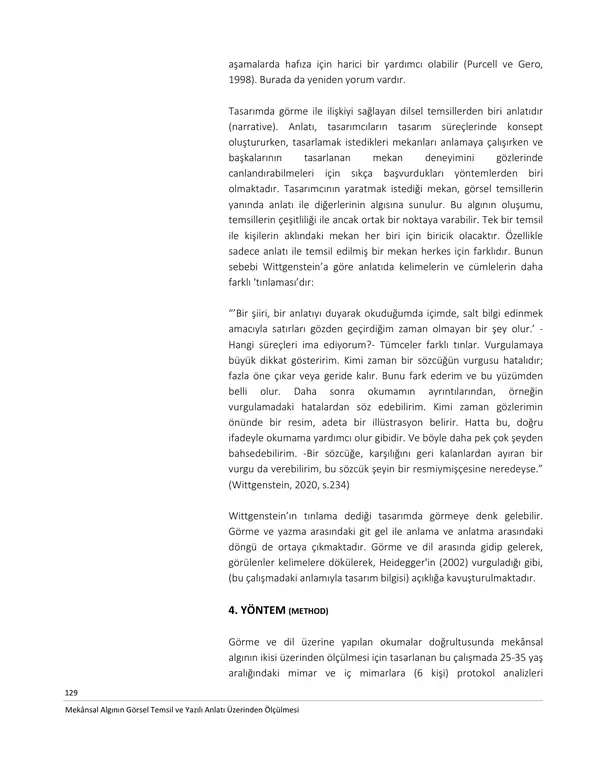 aşamalarda hafıza için harici bir yardımcı olabilir (Purcell ve Gero,
1998). Burada da yeniden yorum vardır.
Tasarımda görme ile ilişkiyi sağlayan dilsel temsillerden biri anlatıdır
(narrative). Anlatı, tasarımcıların tasarım süreçlerinde konsept
oluştururken, tasarlamak istedikleri mekanları anlamaya çalışırken ve
başkalarının tasarlanan mekan deneyimini gözlerinde
canlandırabilmeleri için sıkça başvurdukları yöntemlerden biri
olmaktadır. Tasarımcının yaratmak istediği mekan, görsel temsillerin
yanında anlatı ile diğerlerinin algısına sunulur. Bu algının oluşumu,
temsillerin çeşitliliği ile ancak ortak bir noktaya varabilir. Tek bir temsil
ile kişilerin aklındaki mekan her biri için biricik olacaktır. Özellikle
sadece anlatı ile temsil edilmiş bir mekan herkes için farklıdır. Bunun
sebebi Wittgenstein’a göre anlatıda kelimelerin ve cümlelerin daha
farklı ‘tınlaması’dır:
“’Bir şiiri, bir anlatıyı duyarak okuduğumda içimde, salt bilgi edinmek
amacıyla satırları gözden geçirdiğim zaman olmayan bir şey olur.’ -
Hangi süreçleri ima ediyorum?- Tümceler farklı tınlar. Vurgulamaya
büyük dikkat gösteririm. Kimi zaman bir sözcüğün vurgusu hatalıdır;
fazla öne çıkar veya geride kalır. Bunu fark ederim ve bu yüzümden
belli olur. Daha sonra okumamın ayrıntılarından, örneğin
vurgulamadaki hatalardan söz edebilirim. Kimi zaman gözlerimin
önünde bir resim, adeta bir illüstrasyon belirir. Hatta bu, doğru
ifadeyle okumama yardımcı olur gibidir. Ve böyle daha pek çok şeyden
bahsedebilirim. -Bir sözcüğe, karşılığını geri kalanlardan ayıran bir
vurgu da verebilirim, bu sözcük şeyin bir resmiymişçesine neredeyse.”
(Wittgenstein, 2020, s.234)
Wittgenstein’ın tınlama dediği tasarımda görmeye denk gelebilir.
Görme ve yazma arasındaki git gel ile anlama ve anlatma arasındaki
döngü de ortaya çıkmaktadır. Görme ve dil arasında gidip gelerek,
görülenler kelimelere dökülerek, Heidegger'in (2002) vurguladığı gibi,
(bu çalışmadaki anlamıyla tasarım bilgisi) açıklığa kavuşturulmaktadır.
4. YÖNTEM (METHOD)
Görme ve dil üzerine yapılan okumalar doğrultusunda mekânsal
algının ikisi üzerinden ölçülmesi için tasarlanan bu çalışmada 25-35 yaş
aralığındaki mimar ve iç mimarlara (6 kişi) protokol analizleri
129
Mekânsal Algının Görsel Temsil ve Yazılı Anlatı Üzerinden Ölçülmesi